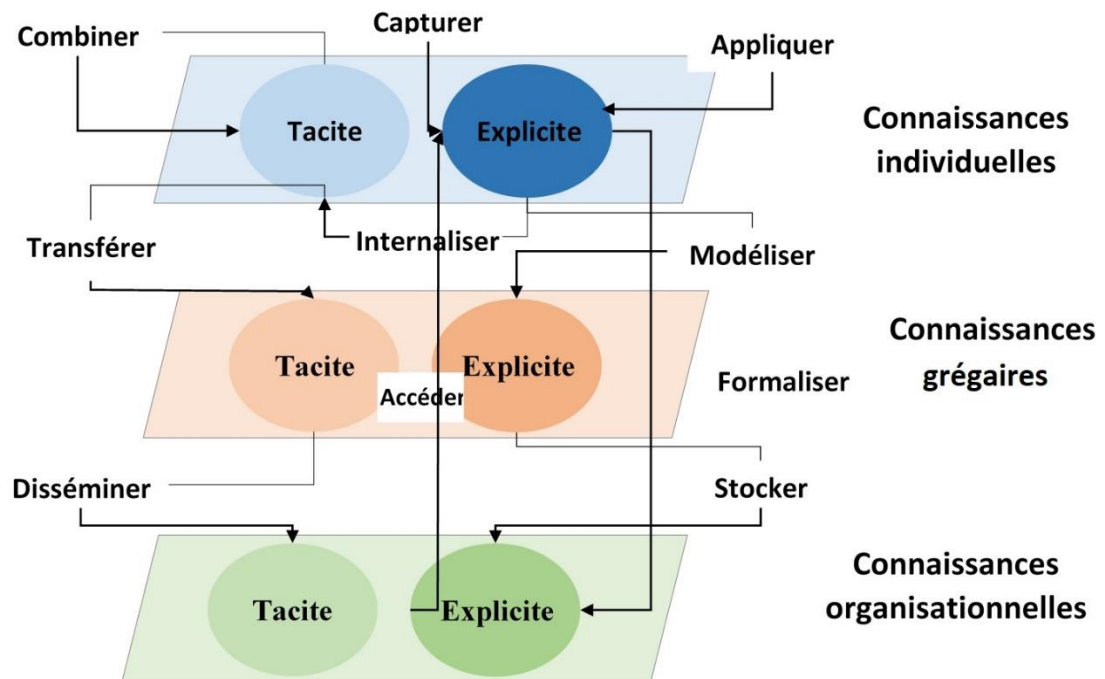 Combiner
Capturer
Appliquer
Tacite
Explicite
Connaissances
individuelles
Transférer
Internaliser
Modéliser
Connaissances
grégaires
Tacite
Explicite
Accéder
Formaliser
Disséminer
Stocker
Connaissances
organisationnelles
Tacite
Explicite